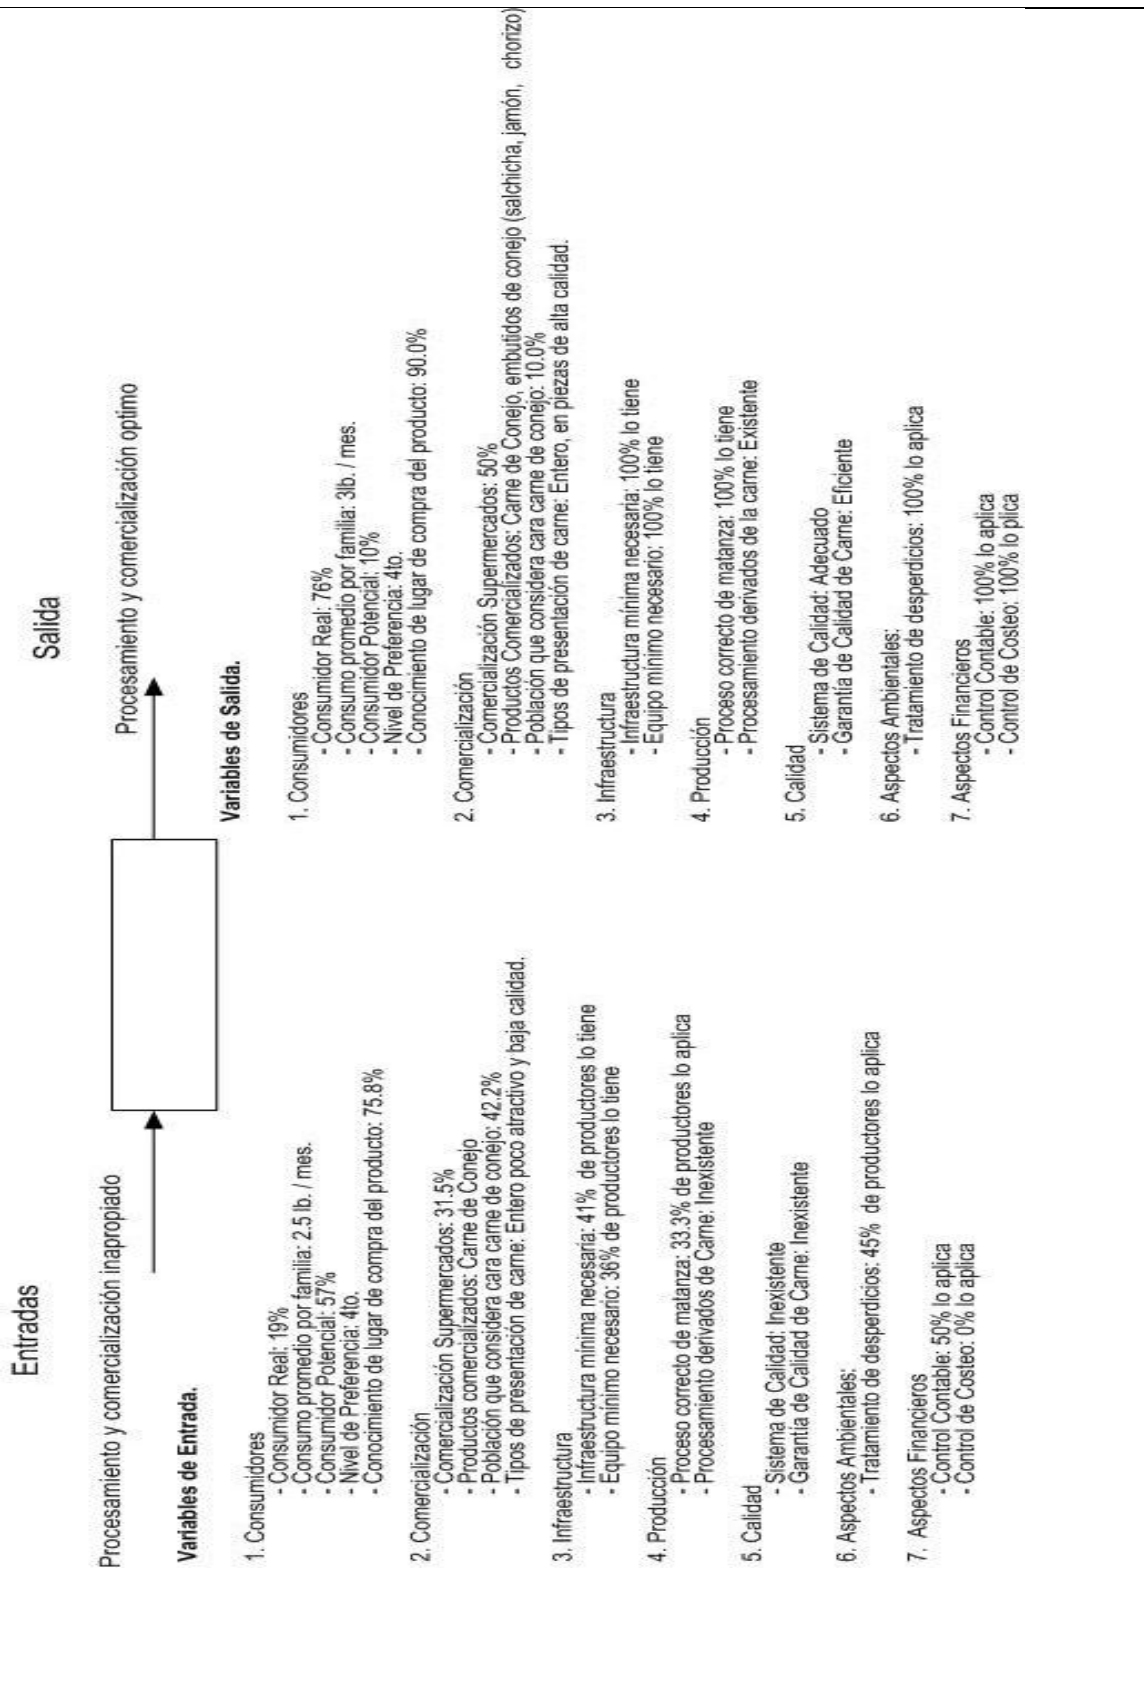 Entradas
Procesamiento y comercialización inapropiado
Variables de Entrada.
1. Consumidores
- Consumidor Real: 19%
- Consumo promedio por familia: 2.5 lb. / mes.
- Consumidor Potencial: 57%
- Nivel de Preferencia: 4to.
- Conocimiento de lugar de compra del producto: 75.8%
2. Comercialización
- Comercialización Supermercados: 31.5%
- Productos comercializados: Carne de Conejo
- Población que considera cara carne de conejo: 42.2%
- Tipos de presentación de carne: Entero poco atractivo y baja calidad.
3. Infraestructura
- Infraestructura mínima necesaria: 41% de productores lo tiene
- Equipo mínimo necesario: 36% de productores lo tiene
4. Producción
- Proceso correcto de matanza: 33.3% de productores lo aplica
- Procesamiento derivados de Carne: Inexistente
5. Calidad
- Sistema de Calidad: Inexistente
- Garantía de Calidad de Carne: Inexistente
6. Aspectos Ambientales:
- Tratamiento de desperdicios: 45% de productores lo aplica
7. Aspectos Financieros
- Control Contable: 50% lo aplica
- Control de Costeo: 0% lo aplica
Salida
Procesamiento y comercialización optimo
Variables de Salida.
1. Consumidores
- Consumidor Real: 76%
- Consumo promedio por familia: 3lb. / mes.
- Consumidor Potencial: 10%
- Nivel de Preferencia: 4to.
- Conocimiento de lugar de compra del producto: 90.0%
2. Comercialización
- Comercialización Supermercados: 50%
- Productos Comercializados: Carne de Conejo, embutidos de conejo (salchicha, jamón, chorizo)
- Población que considera cara carne de conejo: 10.0%
- Tipos de presentación de carne: Entero, en piezas de alta calidad.
3. Infraestructura
- Infraestructura mínima necesaria: 100% lo tiene
- Equipo mínimo necesario: 100% lo tiene
4. Producción
- Proceso correcto de matanza: 100% lo tiene
- Procesamiento derivados de la carne: Existente
5. Calidad
- Sistema de Calidad: Adecuado
- Garantía de Calidad de Carne: Eficiente
6. Aspectos Ambientales:
- Tratamiento de desperdicios: 100% lo aplica
7. Aspectos Financieros
- Control Contable: 100% lo aplica
- Control de Costeo: 100% lo plica